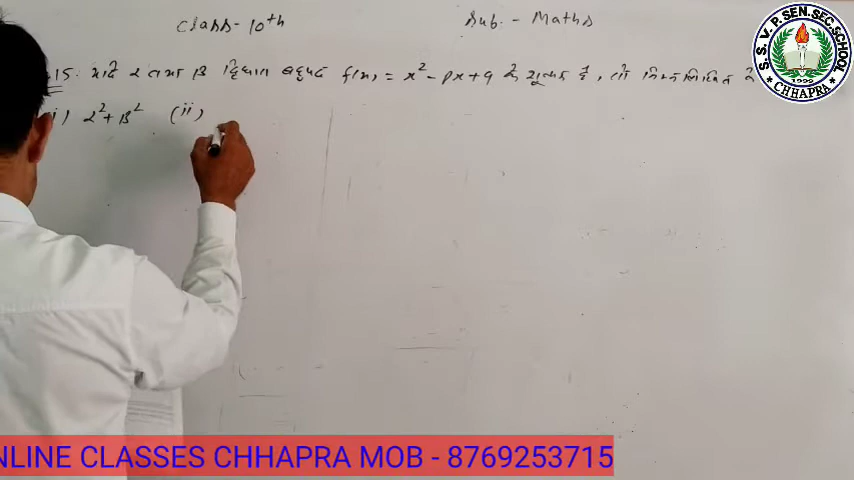 Class- 10th
Sub. - Maths
15. यदि α तथा β द्विघात बहुपद f(x) = x² - px + q के शून्यक है, तो निम्नलिखित के
i) α² + β² (ii)
S. S. V. P. SEN. SEC. SCHOOL
1999
CHHAPRA
NLINE CLASSES CHHAPRA MOB - 8769253715